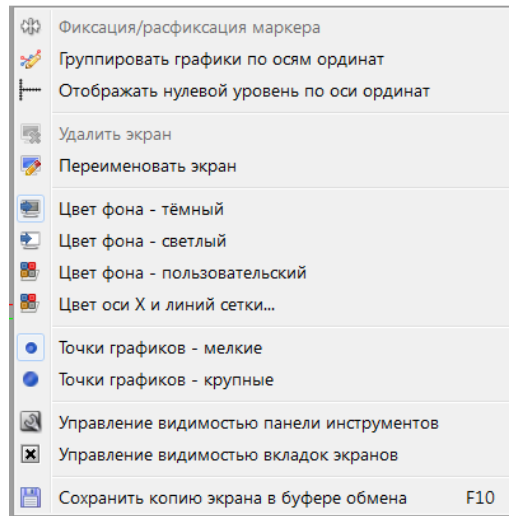 Фиксация/расфиксация маркера
Группировать графики по осям ординат
Отображать нулевой уровень по оси ординат
Удалить экран
Переименовать экран
Цвет фона - тёмный
Цвет фона - светлый
Цвет фона - пользовательский
Цвет оси X и линий сетки...
Точки графиков - мелкие
Точки графиков - крупные
Управление видимостью панели инструментов
Управление видимостью вкладок экранов
Сохранить копию экрана в буфере обмена F10